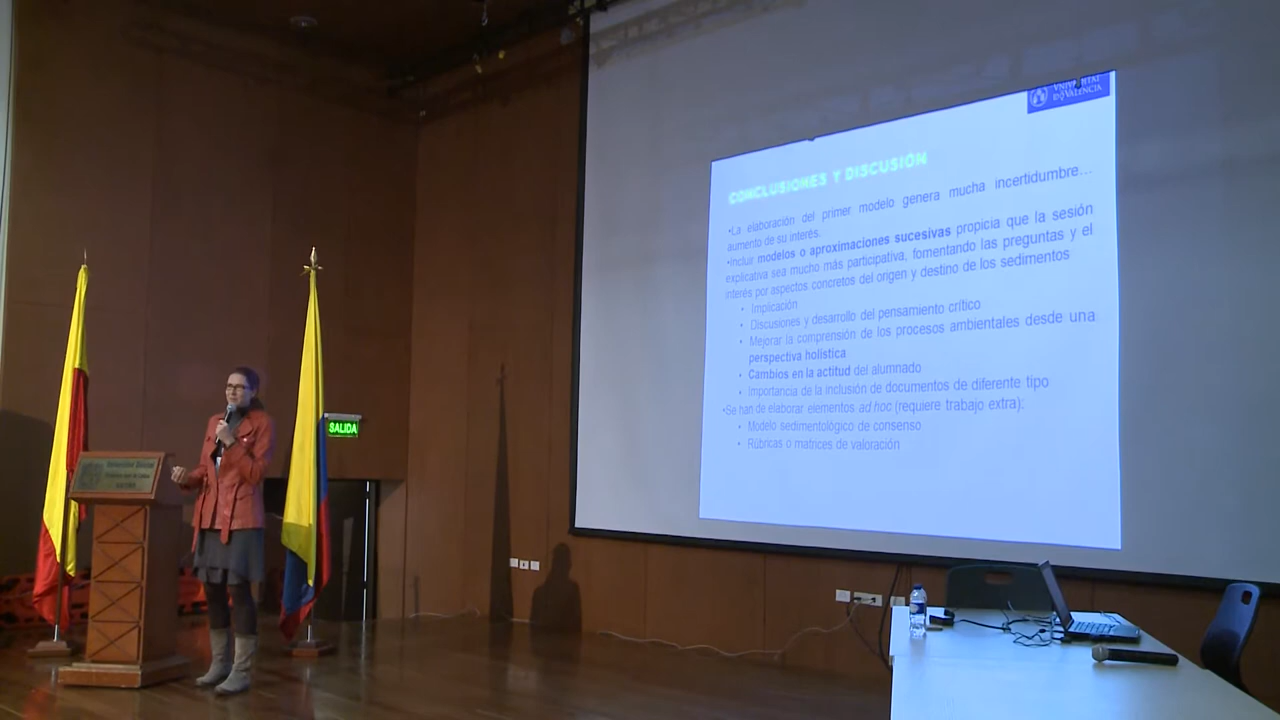 VNIVERSITAT
ID QVALÈNCIA
CONCLUSIONES Y DISCUSIÓN
•La elaboración del primer modelo genera mucha incertidumbre...
aumento de su interés.
•Incluir modelos o aproximaciones sucesivas propicia que la sesión
explicativa sea mucho más participativa, fomentando las preguntas y el
interés por aspectos concretos del origen y destino de los sedimentos
• Implicación
• Discusiones y desarrollo del pensamiento crítico
• Mejorar la comprensión de los procesos ambientales desde una
perspectiva holística
• Cambios en la actitud del alumnado
• Importancia de la inclusión de documentos de diferente tipo
•Se han de elaborar elementos ad hoc (requiere trabajo extra):
• Modelo sedimentológico de consenso
• Rúbricas o matrices de valoración
SALIDA
Universidad Distrital